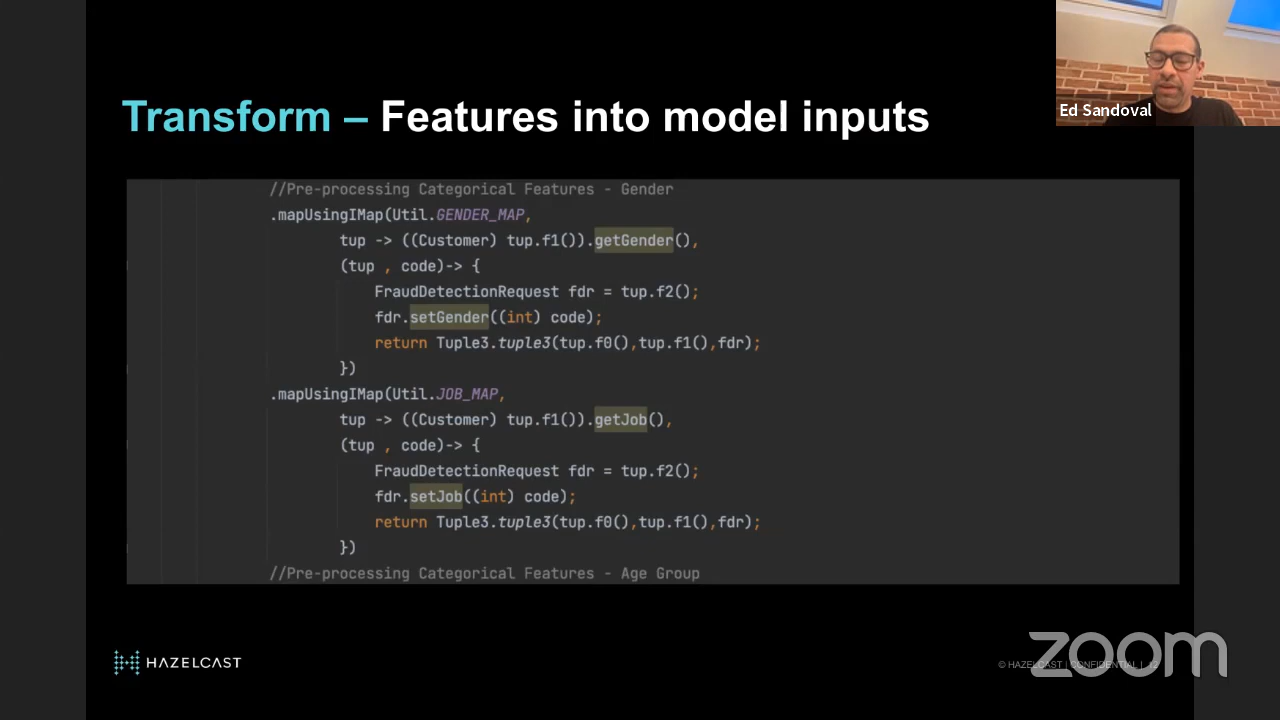 Ed Sandoval
Transform – Features into model inputs
//Pre-processing Categorical Features - Gender
.mapUsingIMap(Util.GENDER_MAP,
tup -> ((Customer) tup.f1()).getGender(),
(tup , code)-> {
FraudDetectionRequest fdr = tup.f2();
fdr.setGender((int) code);
return Tuple3.tuple3(tup.f0(),tup.f1(),fdr);
})
.mapUsingIMap(Util.JOB_MAP,
tup -> ((Customer) tup.f1()).getJob(),
(tup , code)-> {
FraudDetectionRequest fdr = tup.f2();
fdr.setJob((int) code);
return Tuple3.tuple3(tup.f0(),tup.f1(),fdr);
})
//Pre-processing Categorical Features - Age Group
HAZELCAST
© HAZELCAST | CONFIDENTIAL | 12
zoom